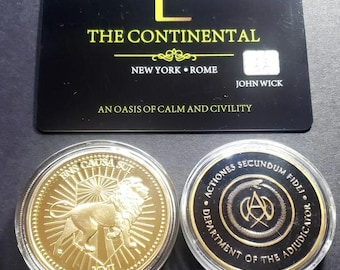 THE CONTINENTAL
NEW YORK • ROME
JOHN WICK
AN OASIS OF CALM AND CIVILITY
CAUSA
ACTIONES SECUNDUM FIDEI
DEPARTMENT OF THE ADJUDICATOR